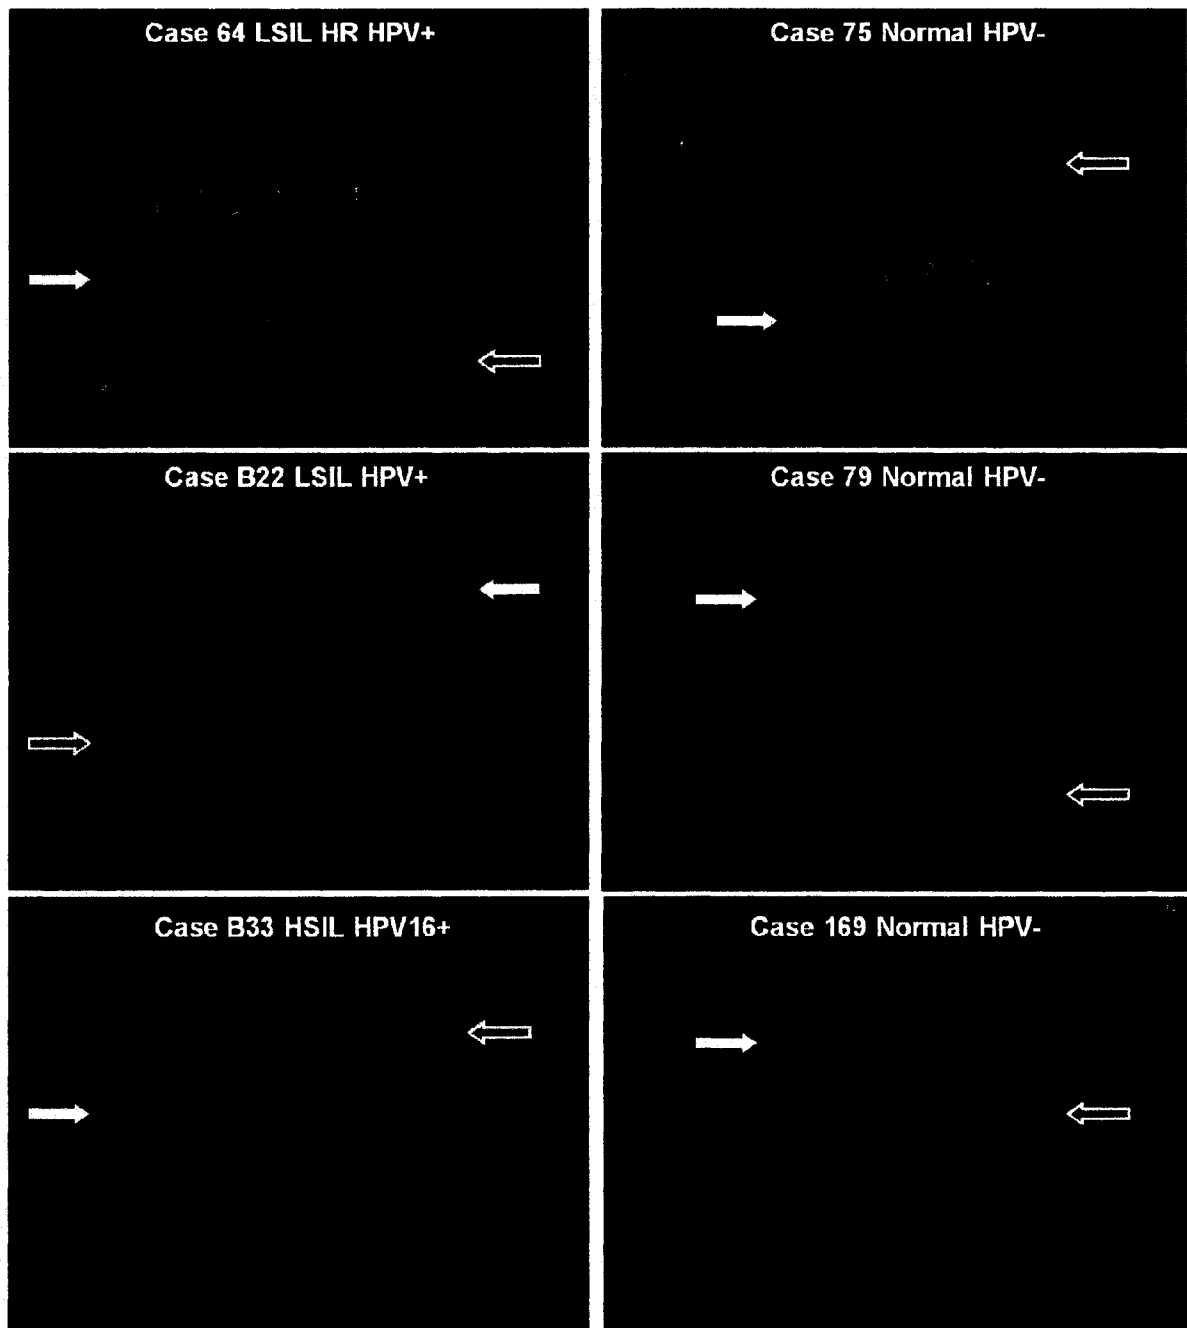 Case 64 LSIL HR HPV+
Case 75 Normal HPV-
Case B22 LSIL HPV+
Case 79 Normal HPV-
Case B33 HSIL HPV16+
Case 169 Normal HPV-